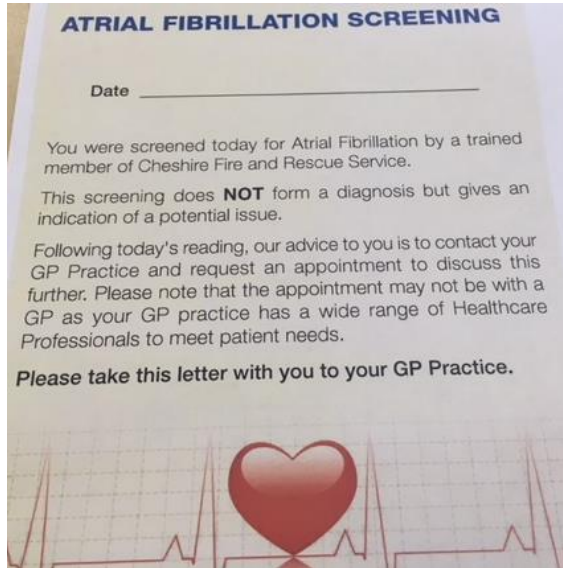 ATRIAL FIBRILLATION SCREENING
Date
You were screened today for Atrial Fibrillation by a trained
member of Cheshire Fire and Rescue Service.
This screening does NOT form a diagnosis but gives an
indication of a potential issue.
Following today's reading, our advice to you is to contact your
GP Practice and request an appointment to discuss this
further. Please note that the appointment may not be with a
GP as your GP practice has a wide range of Healthcare
Professionals to meet patient needs.
Please take this letter with you to your GP Practice.